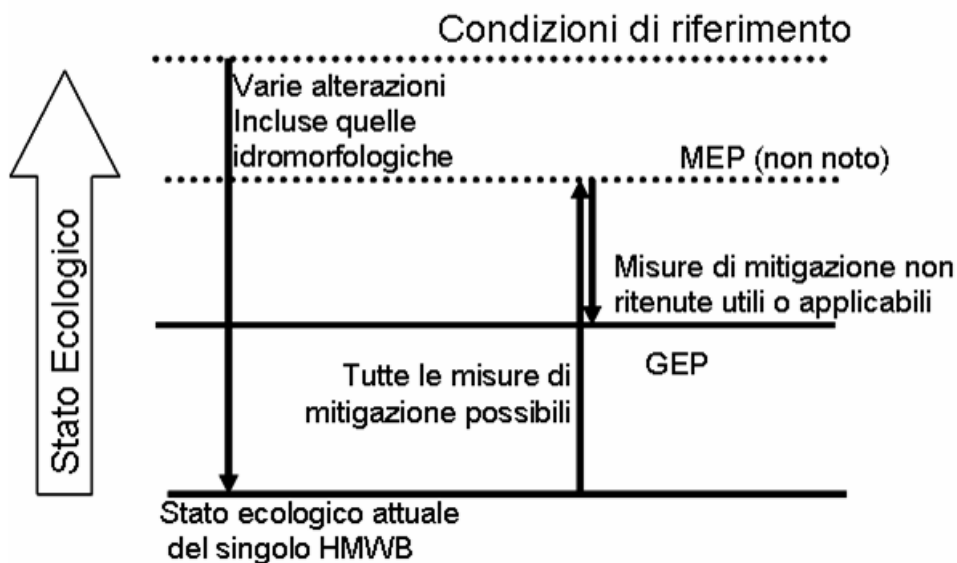 Condizioni di riferimento
Varie alterazioni
Incluse quelle
idromorfologiche
MEP (non noto)
Stato Ecologico
Misure di mitigazione non
ritenute utili o applicabili
GEP
Tutte le misure di
mitigazione possibili
Stato ecologico attuale
del singolo HMWB